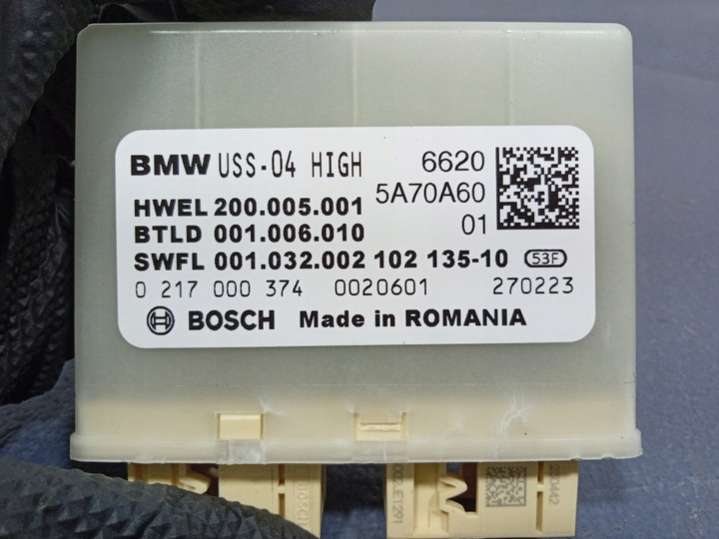 BMW USS-04 HIGH 6620
HWEL 200.005.001 5A70A60
BTLD 001.006.010 01
SWFL 001.032.002 102 135-10 53F
0 217 000 374 0020601 270223
BOSCH Made in ROMANIA
220442